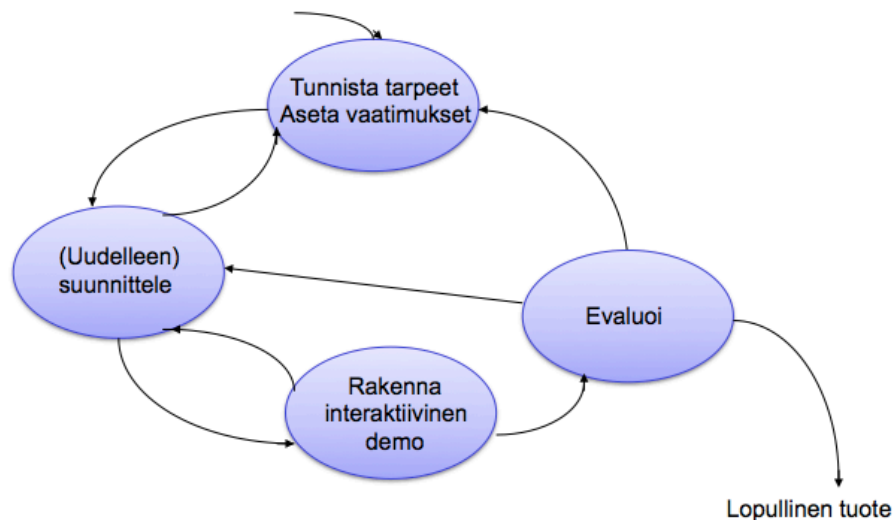 Tunnista tarpeet
Aseta vaatimukset
(Uudelleen)
suunnittele
Evaluoi
Rakenna
interaktiivinen
demo
Lopullinen tuote